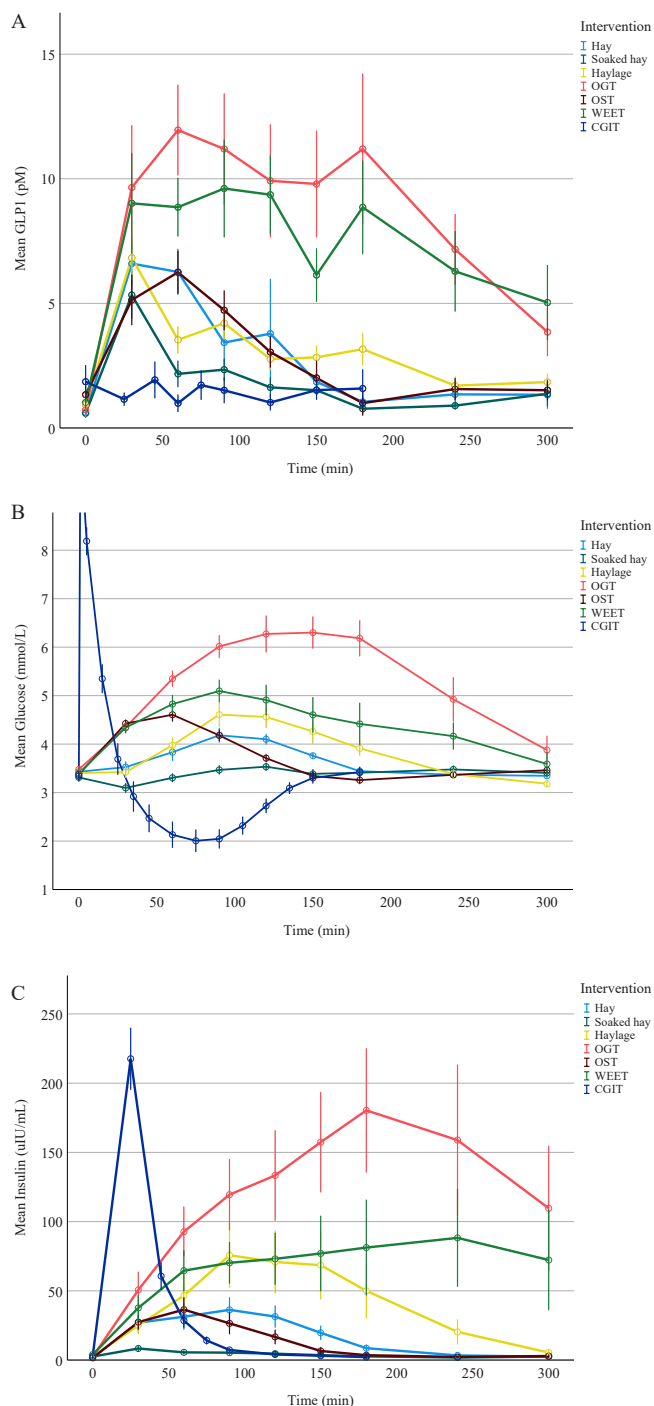 A
Intervention
Hay
Soaked hay
Haylage
OGT
OST
WEET
CGIT
15
10
5
0
Mean GLP1 (pM)
0 50 100 150 200 250 300
Time (min)
B
Intervention
Hay
Soaked hay
Haylage
OGT
OST
WEET
CGIT
8
7
6
5
4
3
2
1
Mean Glucose (mmol/L)
0 50 100 150 200 250 300
Time (min)
C
Intervention
Hay
Soaked hay
Haylage
OGT
OST
WEET
CGIT
250
200
150
100
50
0
Mean Insulin (uIU/mL)
0 50 100 150 200 250 300
Time (min)